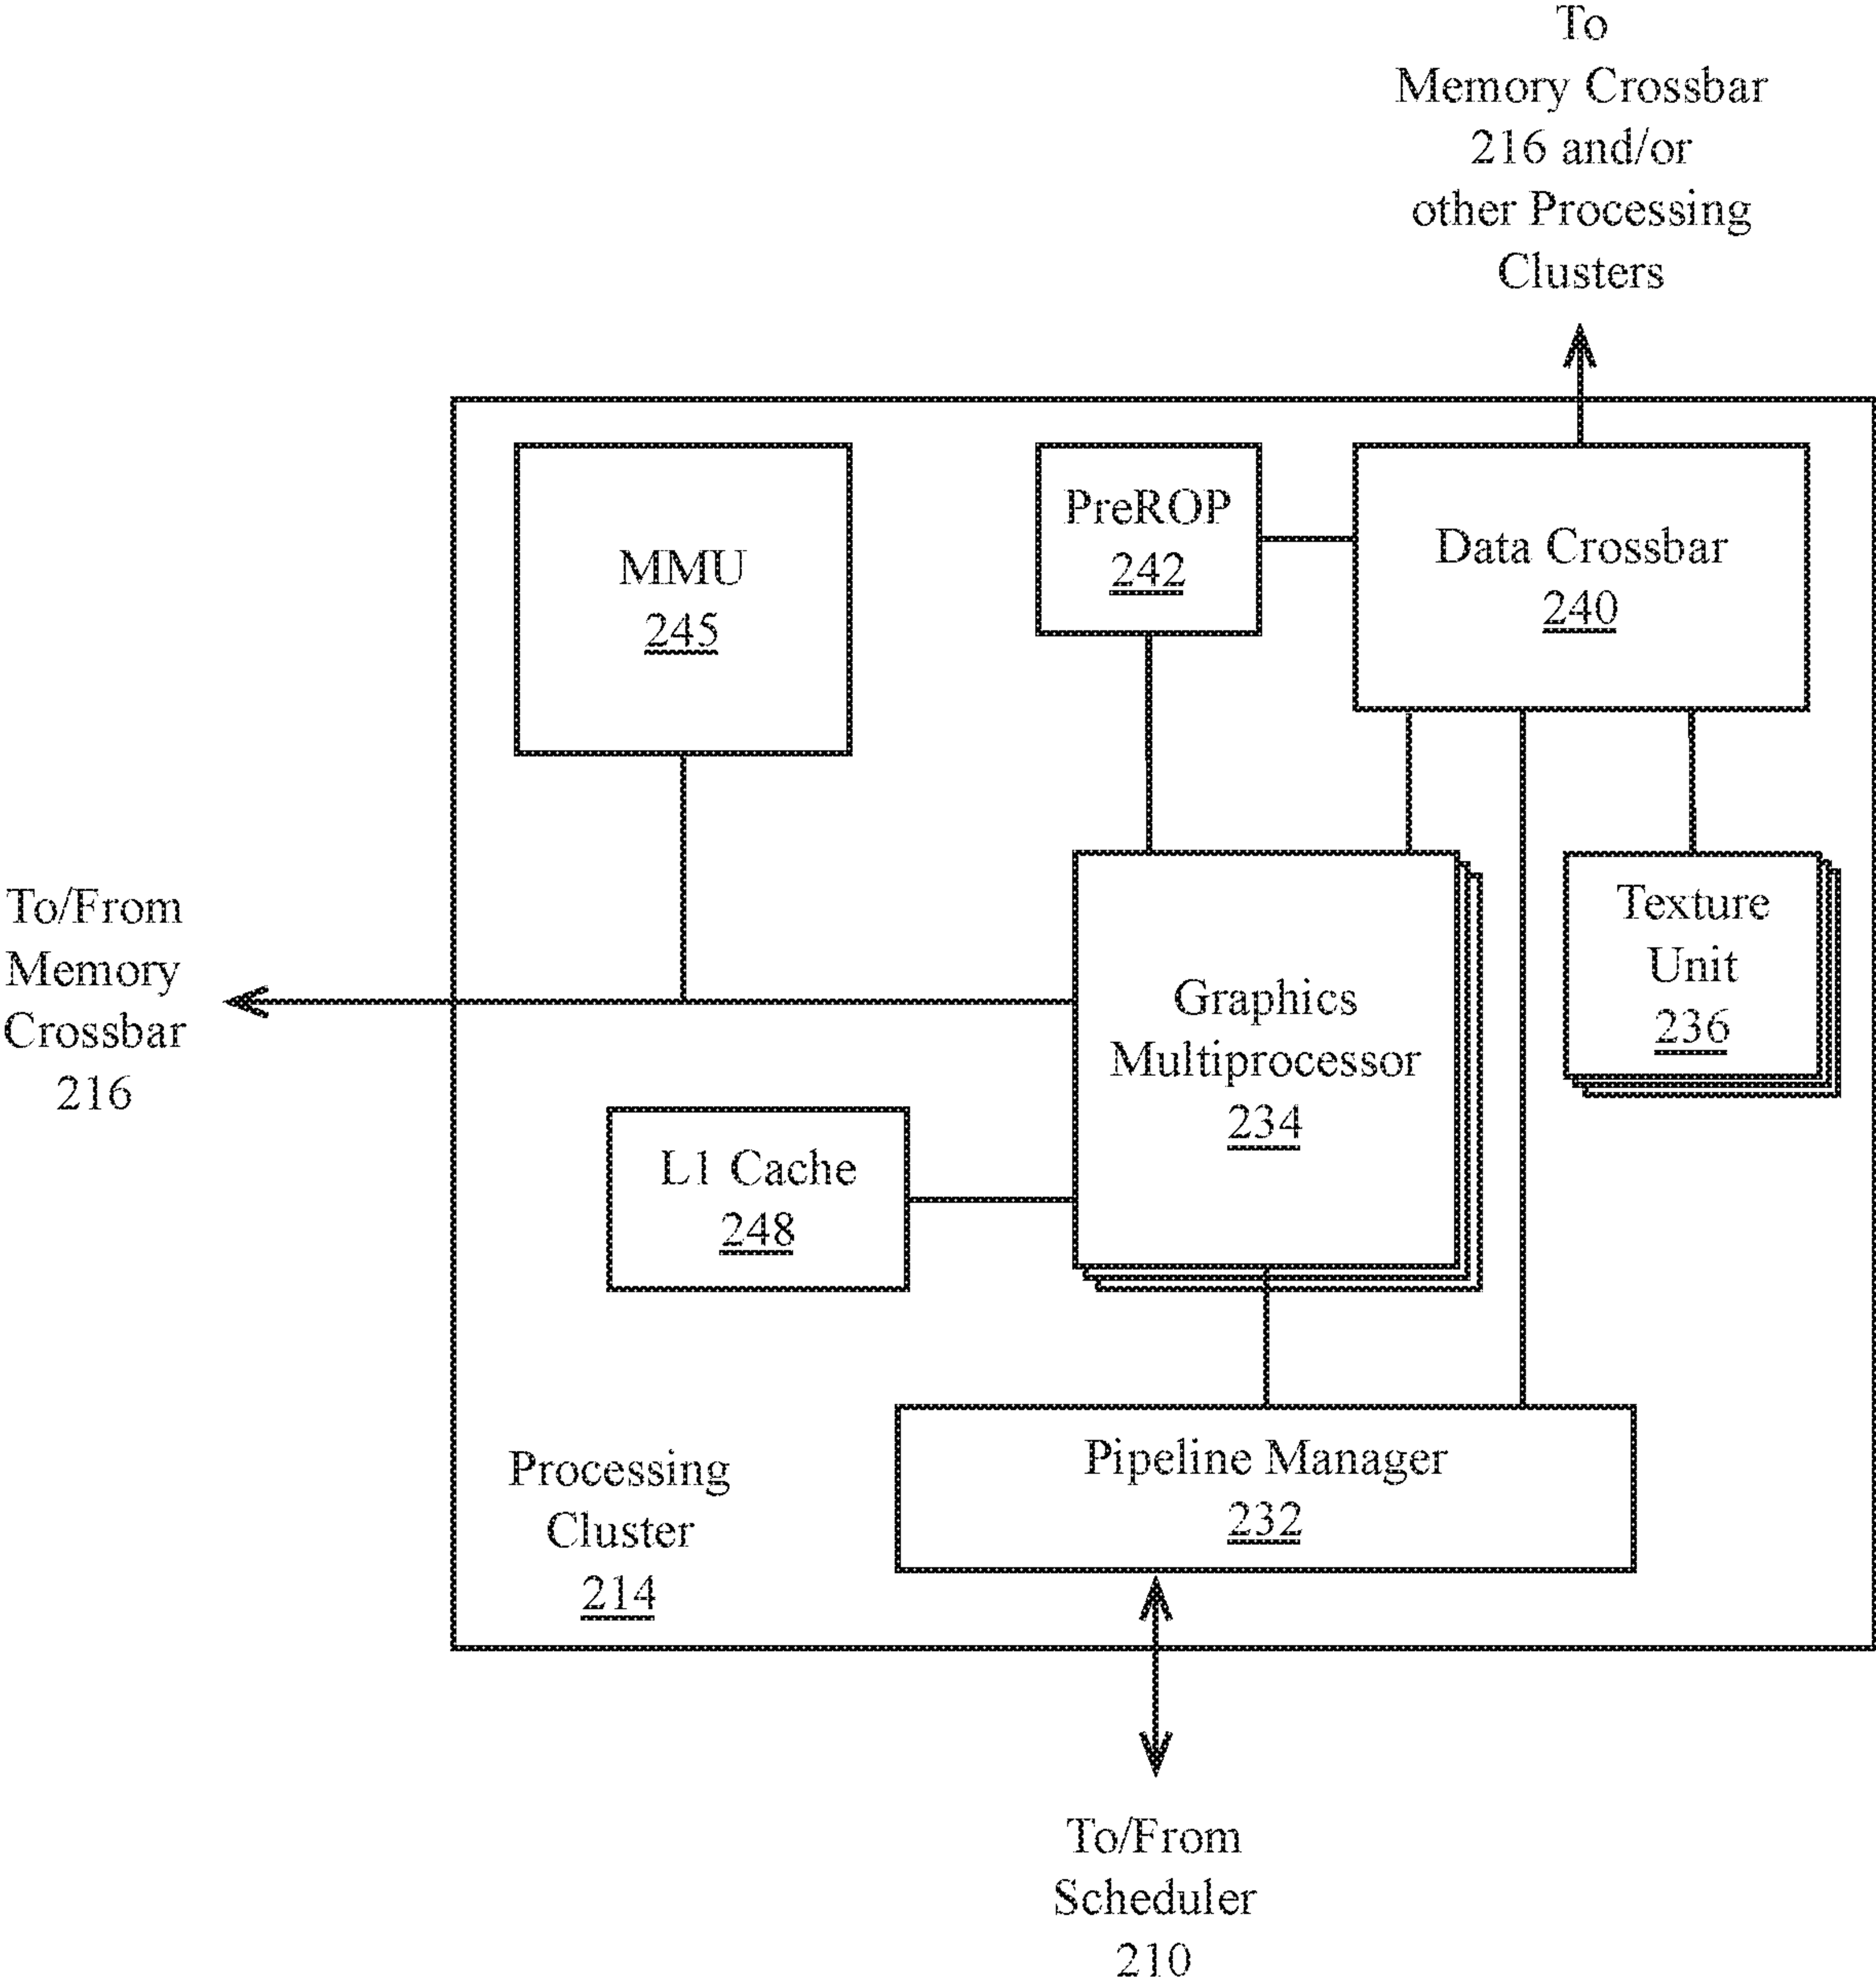 To
Memory Crossbar
216 and/or
other Processing
Clusters
MMU
245
PreROP
242
Data Crossbar
240
To/From
Memory
Crossbar
216
Graphics
Multiprocessor
234
Texture
Unit
236
L1 Cache
248
Processing
Cluster
214
Pipeline Manager
232
To/From
Scheduler
210